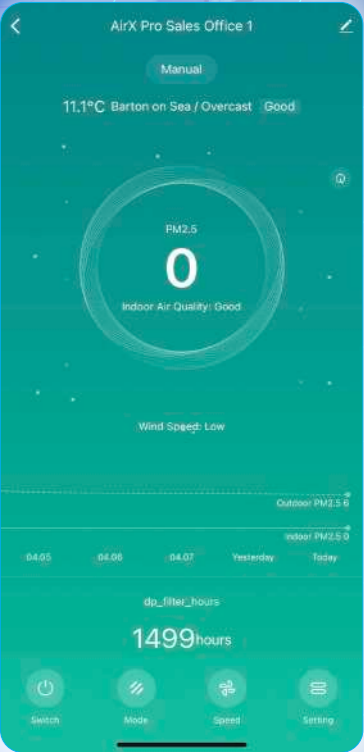 AirX Pro Sales Office 1
Manual
11.1°C Barton on Sea / Overcast Good
PM2.5
0
Indoor Air Quality: Good
Wind Speed: Low
Outdoor PM2.5 6
Indoor PM2.5 0
04.05 04.06 04.07 Yesterday Today
dp_filter_hours
1499hours
Switch Mode Speed Setting